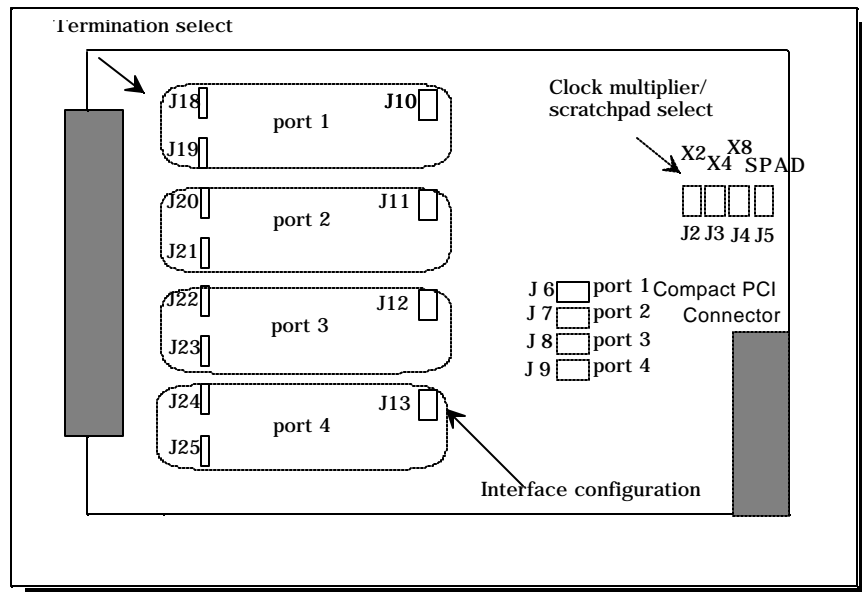 Termination select
J18
J10
port 1
J19
Clock multiplier/
scratchpad select
X2
X4
X8
SPAD
J2 J3 J4 J5
J20
J11
port 2
J21
J 6 port 1
J 7 port 2
J 8 port 3
J 9 port 4
Compact PCI
Connector
J22
J12
port 3
J23
J24
J13
port 4
J25
Interface configuration